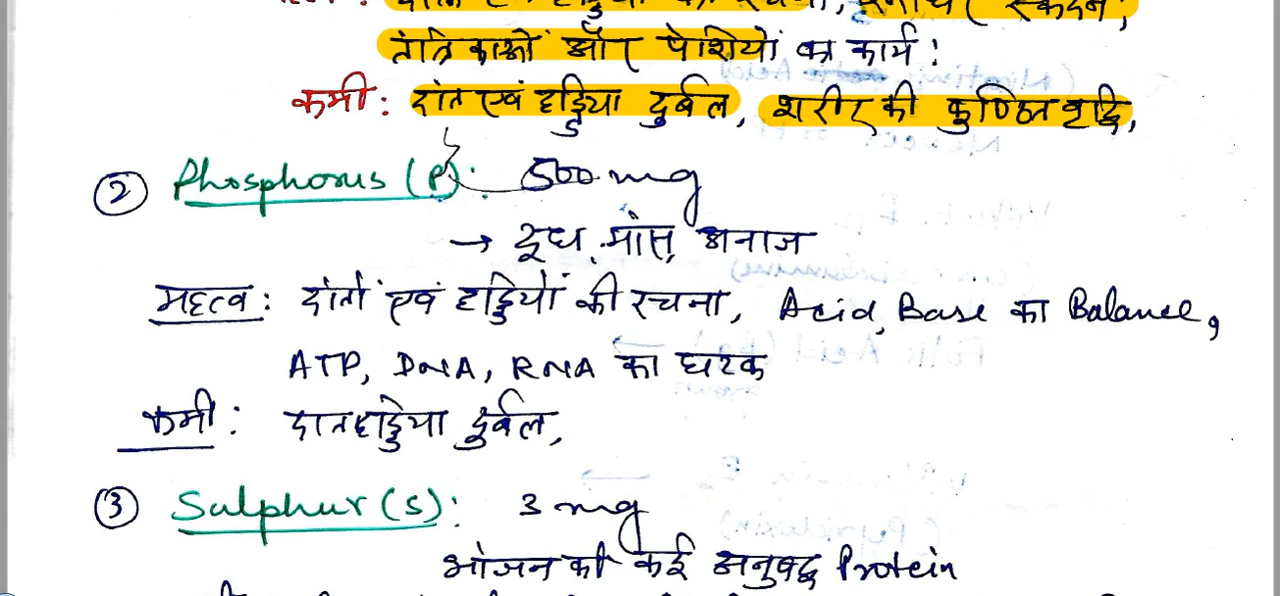 तंत्रिकाओं और पेशियों का कार्य।
कमी: दांत एवं हड्डिया दुर्बल, शरीर की कुण्ठित वृद्धि,
② Phosphorus (P): 500 mg
→ दूध, मांस, अनाज
महत्व: दांतों एवं हड्डियों की रचना, Acid, Base का Balance,
ATP, DNA, RNA का घटक
कमी: दांत हड्डिया दुर्बल,
③ Sulphur (S): 3 mg
भोजन की कई अनुबद्ध Protein